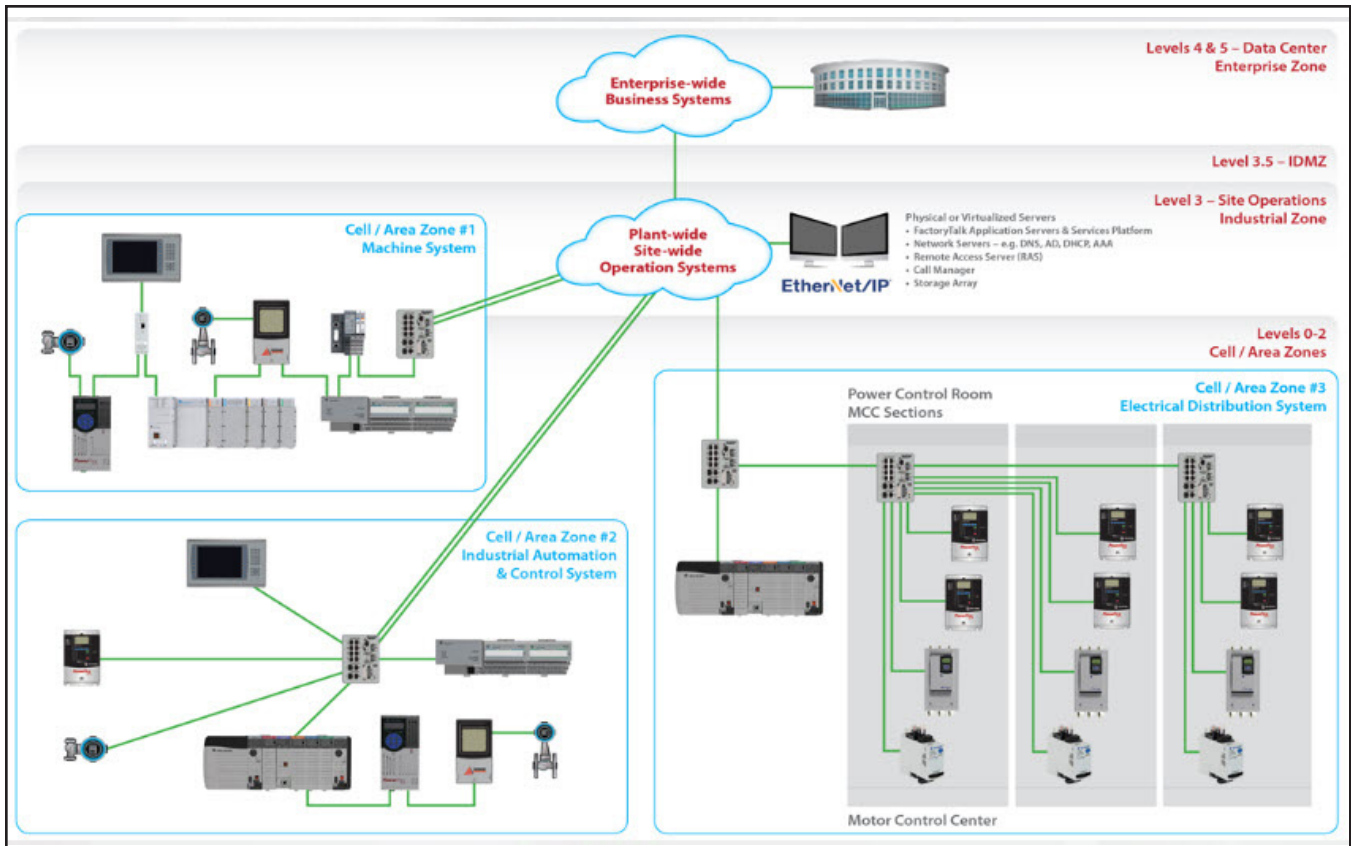 Levels 4 & 5 – Data Center
Enterprise Zone
Enterprise-wide
Business Systems
Level 3.5 – IDMZ
Level 3 – Site Operations
Industrial Zone
Plant-wide
Site-wide
Operation Systems
Physical or Virtualized Servers
• FactoryTalk Application Servers & Services Platform
• Network Servers – e.g. DNS, AD, DHCP, AAA
• Remote Access Server (RAS)
• Call Manager
• Storage Array
EtherNet/IP
Cell / Area Zone #1
Machine System
Levels 0-2
Cell / Area Zones
Cell / Area Zone #3
Electrical Distribution System
Power Control Room
MCC Sections
Cell / Area Zone #2
Industrial Automation
& Control System
Motor Control Center